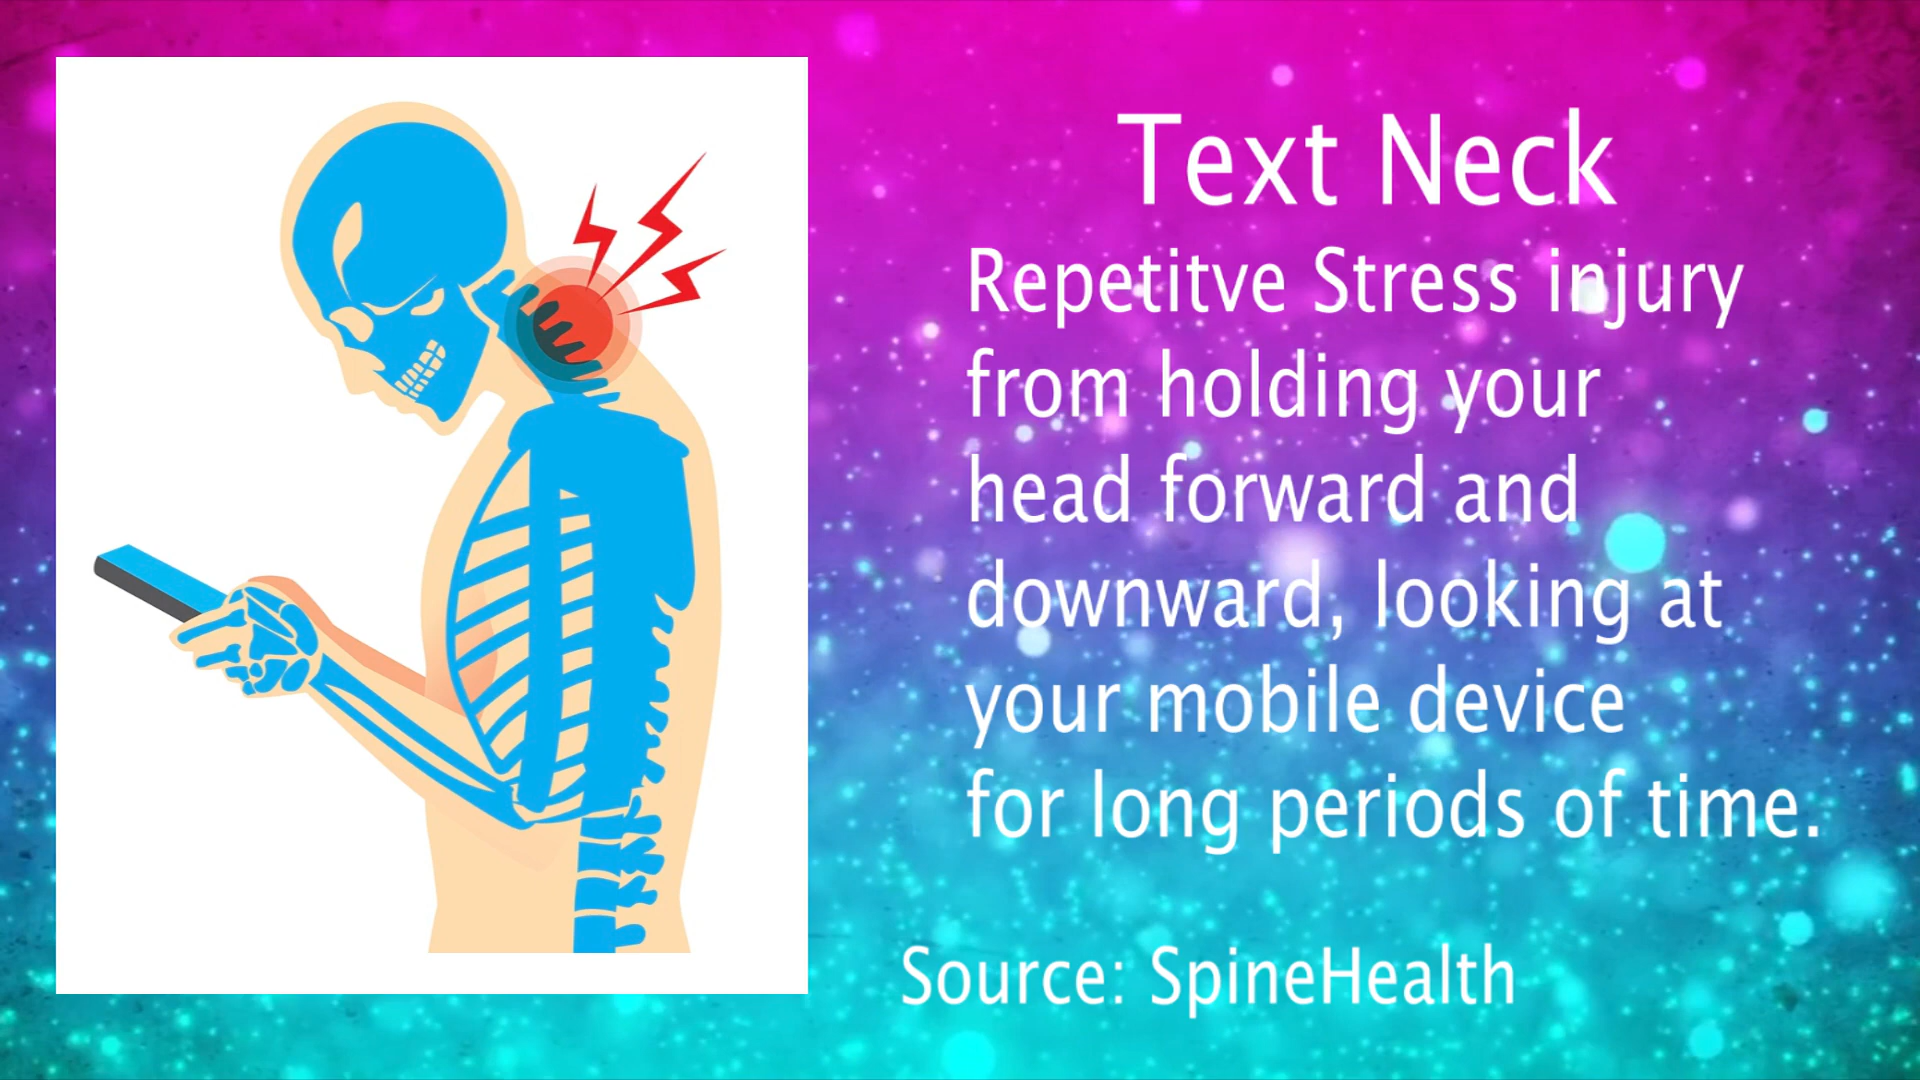 Text Neck
Repetitve Stress injury
from holding your
head forward and
downward, looking at
your mobile device
for long periods of time.
Source: SpineHealth